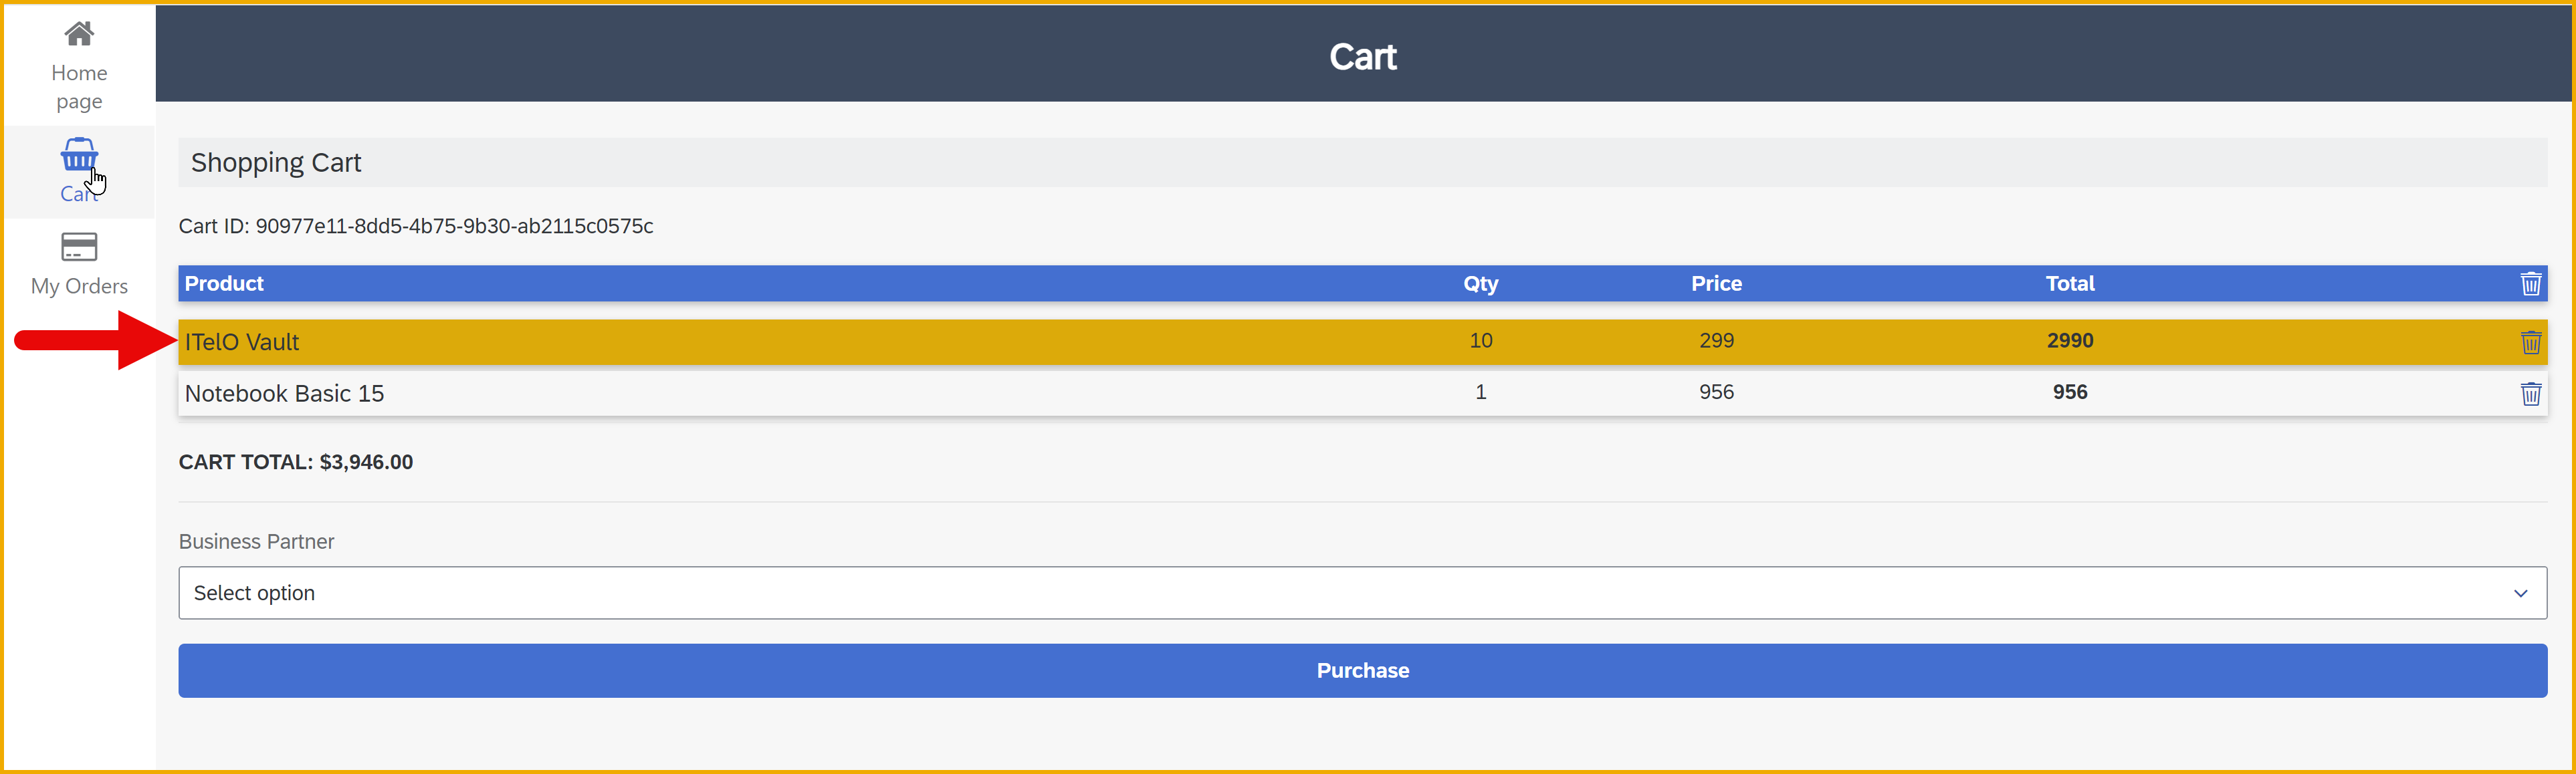 Home
page
Cart
My Orders
Cart
Shopping Cart
Cart ID: 90977e11-8dd5-4b75-9b30-ab2115c0575c
Product Qty Price Total
ITelO Vault 10 299 2990
Notebook Basic 15 1 956 956
CART TOTAL: $3,946.00
Business Partner
Select option
Purchase